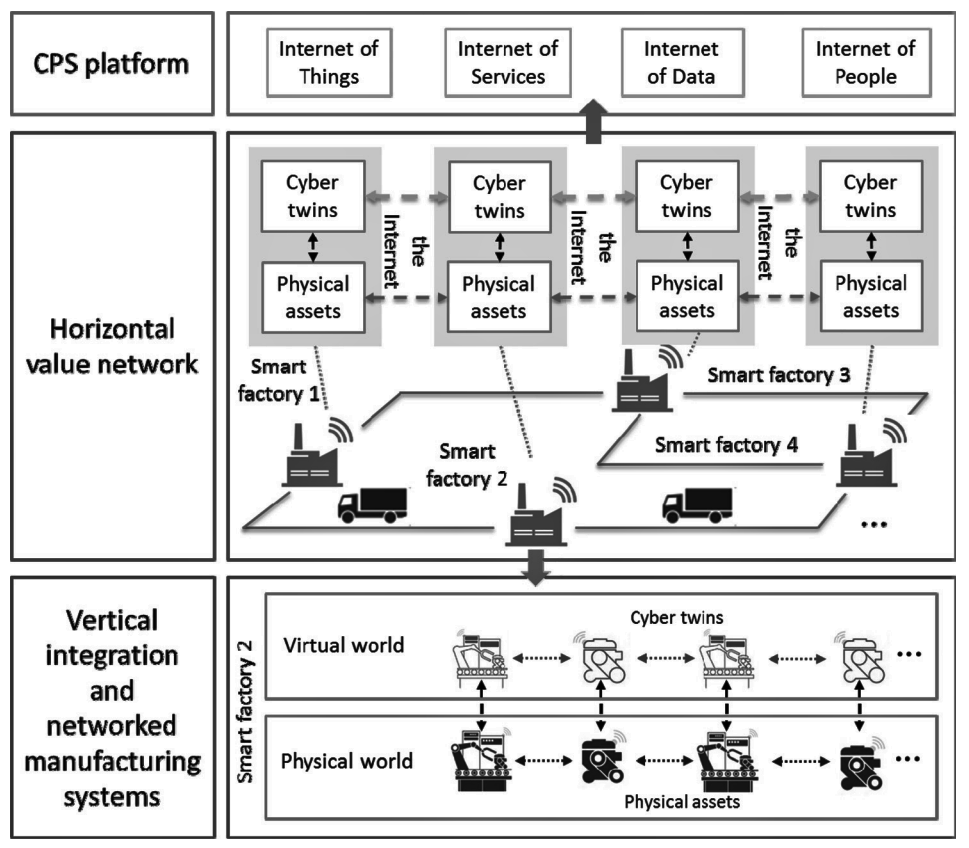 CPS platform
Internet of
Things
Internet of
Services
Internet
of Data
Internet of
People
Horizontal
value network
Cyber
twins
Physical
assets
the
Internet
Cyber
twins
Physical
assets
the
Internet
Cyber
twins
Physical
assets
the
Internet
Cyber
twins
Physical
assets
Smart
factory 1
Smart
factory 2
Smart factory 3
Smart factory 4
...
Vertical
integration
and
networked
manufacturing
systems
Smart factory 2
Virtual world
Cyber twins
...
Physical world
Physical assets
...